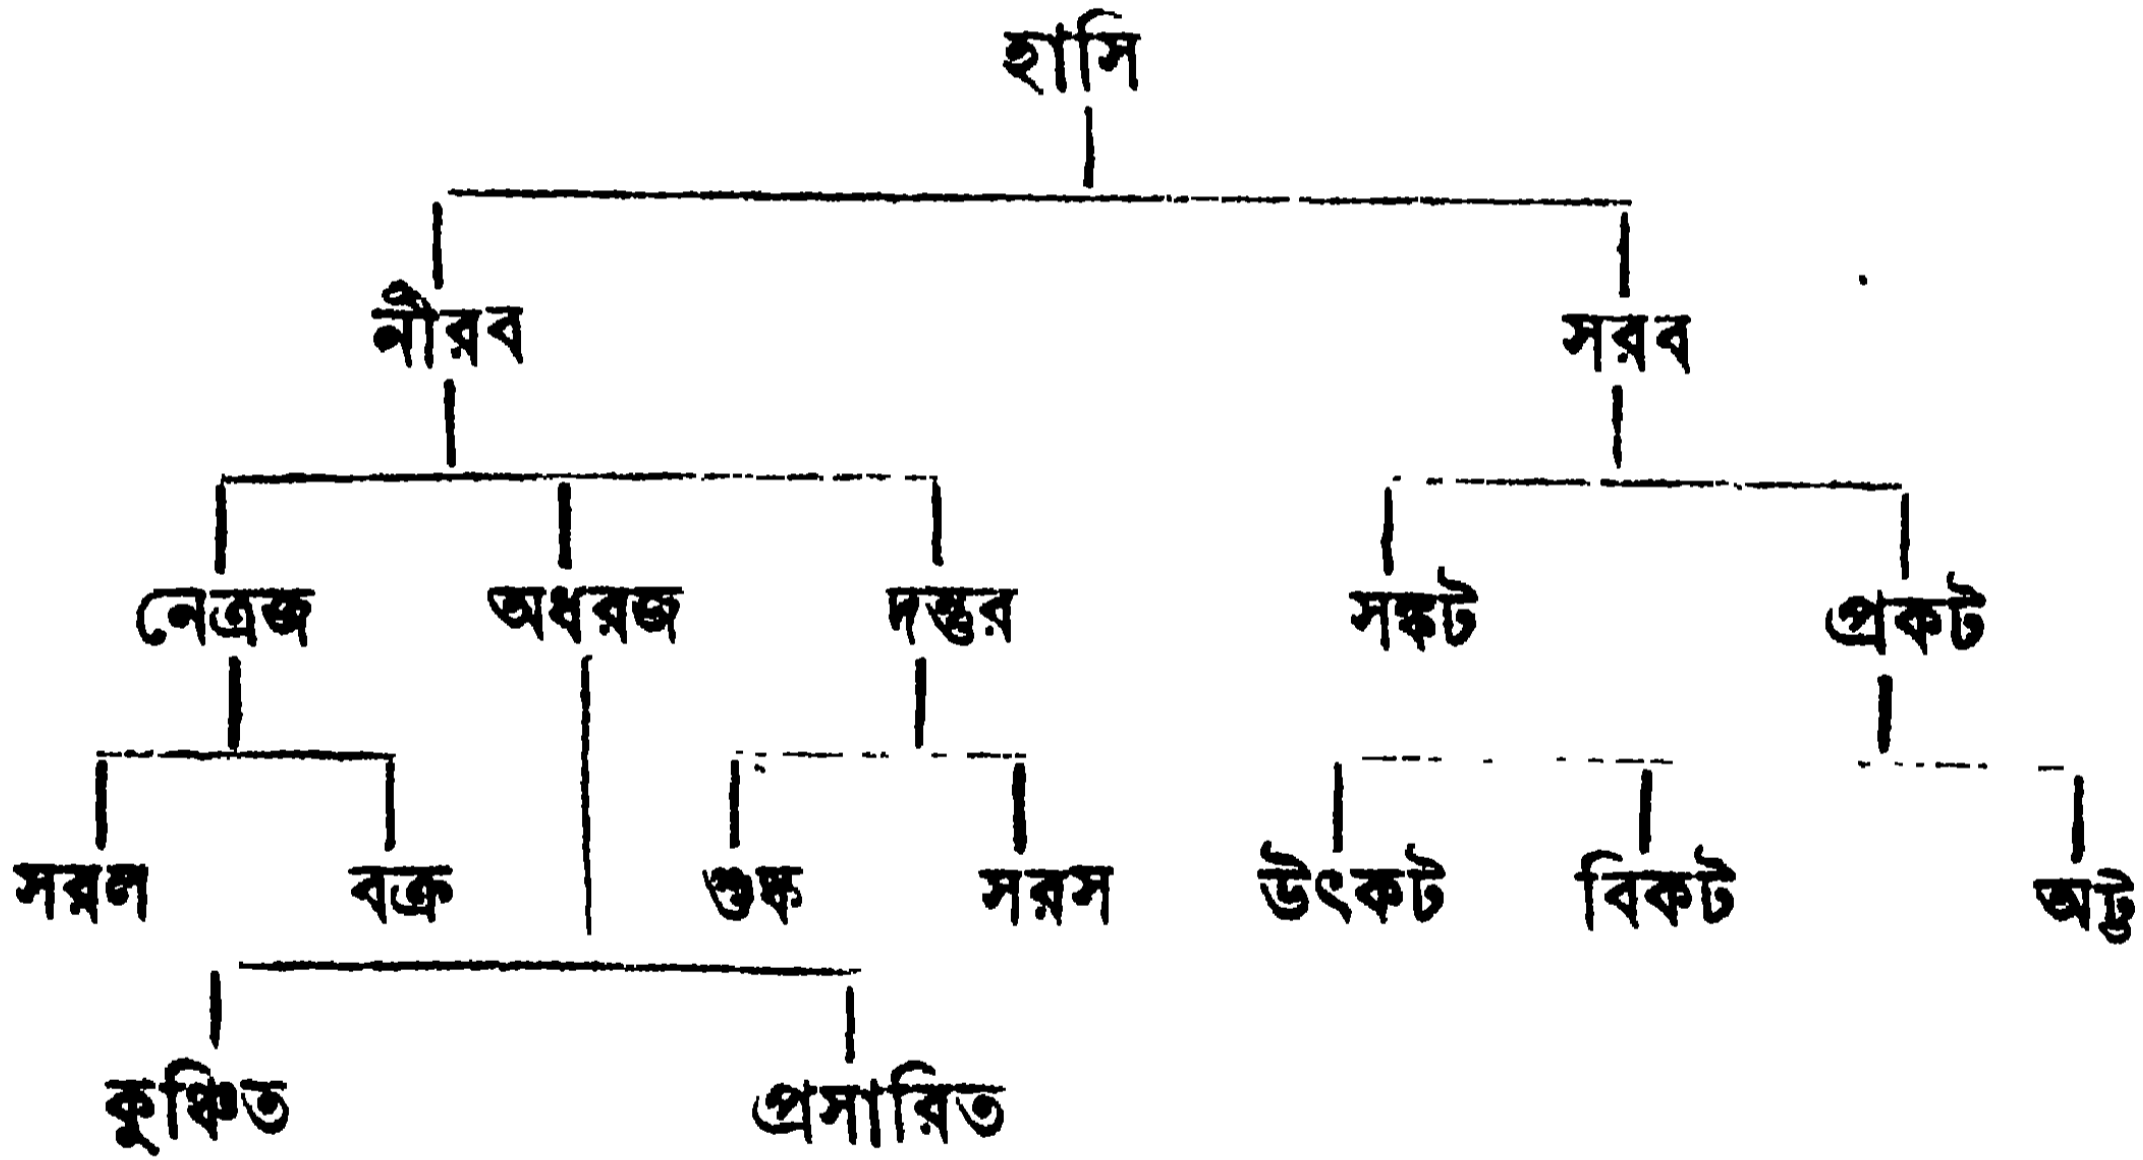 হাসি
নীরব সরব
নেত্রজ অধরজ দন্তুর সঙ্কট প্রকট
সরল বক্র শুষ্ক সরস উৎকট বিকট অট্ট
কুঞ্চিত প্রসারিত